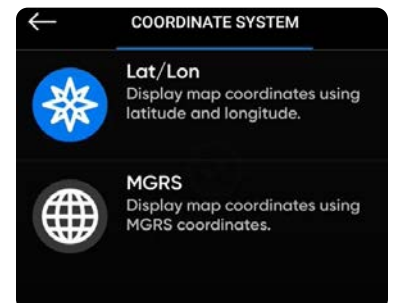 COORDINATE SYSTEM
Lat/Lon
Display map coordinates using
latitude and longitude.
MGRS
Display map coordinates using
MGRS coordinates.